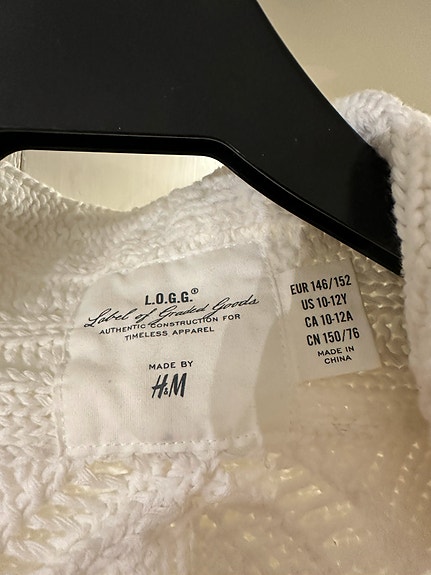 L.O.G.G.®
Label of Graded Goods
AUTHENTIC CONSTRUCTION FOR
TIMELESS APPAREL
MADE BY
H&M
EUR 146/152
US 10-12Y
CA 10-12A
CN 150/76
MADE IN
CHINA